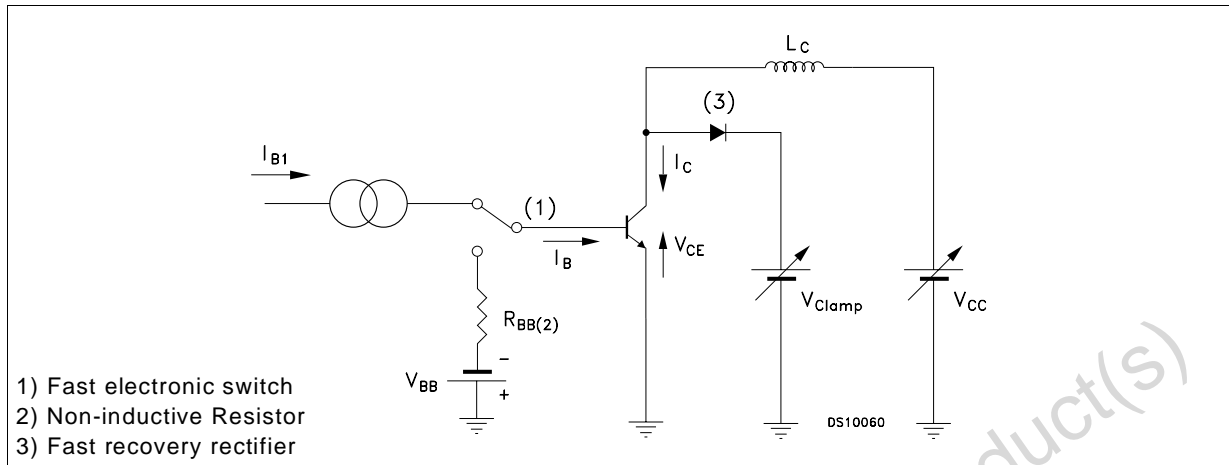 L_C
(3)
I_B1
I_C
(1)
I_B
V_CE
V_Clamp
V_CC
R_BB(2)
-
V_BB
+
1) Fast electronic switch
2) Non-inductive Resistor
3) Fast recovery rectifier
DS10060
duct(s)